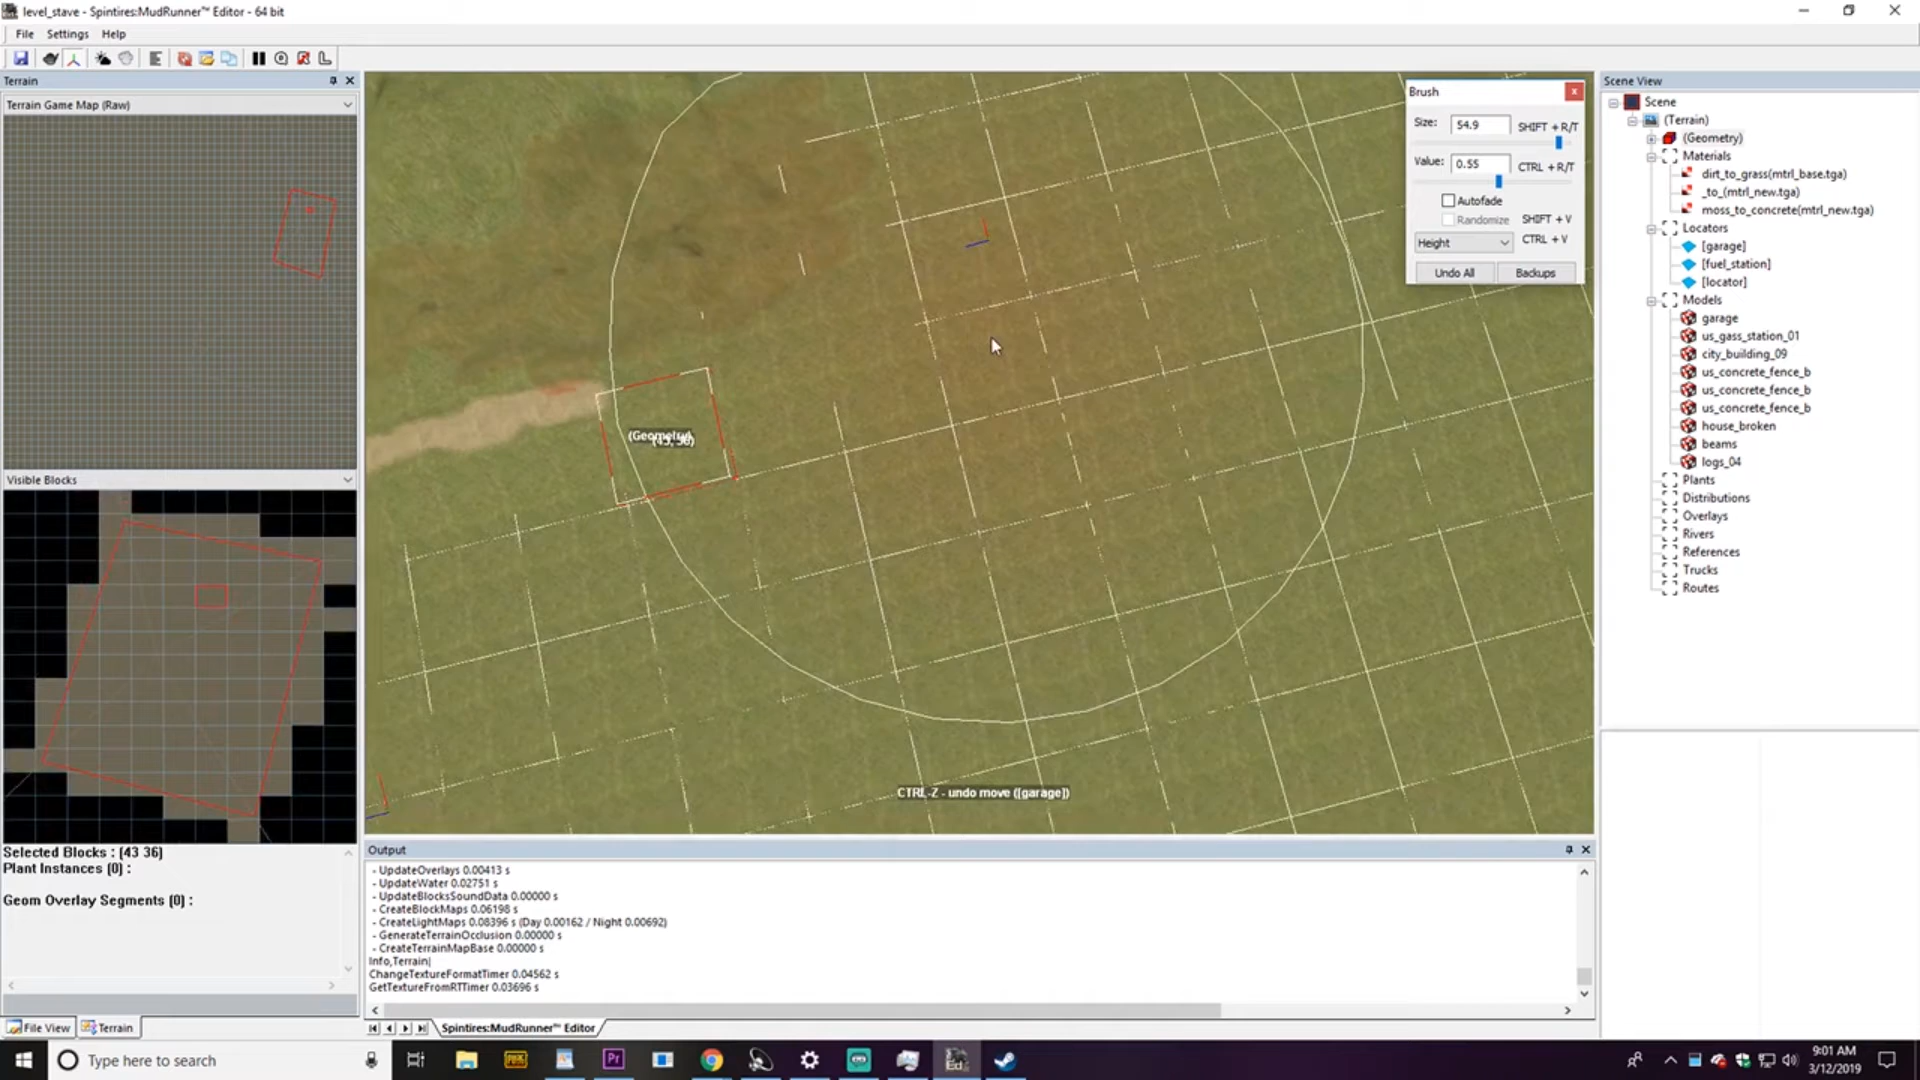 level_stave - Spintires:MudRunner™ Editor - 64 bit
File Settings Help
Terrain
Terrain Game Map (Raw)
Visible Blocks
Selected Blocks : (43 36)
Plant Instances (0) :
Geom Overlay Segments (0) :
File View
Terrain
(Geometry)
CTRL-Z - undo move ([garage])
Brush
Size: 54.9 SHIFT + R/T
Value: 0.55 CTRL + R/T
Autofade
Randomize SHIFT + V
Height CTRL + V
Undo All Backups
Output
- UpdateOverlays 0.00413 s
- UpdateWater 0.02751 s
- UpdateBlocksSoundData 0.00000 s
- CreateBlockMaps 0.06198 s
- CreateLightMaps 0.08396 s (Day 0.00162 / Night 0.00692)
- GenerateTerrainOcclusion 0.00000 s
- CreateTerrainMapBase 0.00000 s
Info,Terrain|
ChangeTextureFormatTimer 0.04562 s
GetTextureFromRTTimer 0.03696 s
Spintires:MudRunner™ Editor
Scene View
Scene
(Terrain)
(Geometry)
Materials
dirt_to_grass(mtrl_base.tga)
_to_(mtrl_new.tga)
moss_to_concrete(mtrl_new.tga)
Locators
[garage]
[fuel_station]
[locator]
Models
garage
us_gass_station_01
city_building_09
us_concrete_fence_b
us_concrete_fence_b
us_concrete_fence_b
house_broken
beams
logs_04
Plants
Distributions
Overlays
Rivers
References
Trucks
Routes
Type here to search
Pr
Ed
9:01 AM
3/12/2019